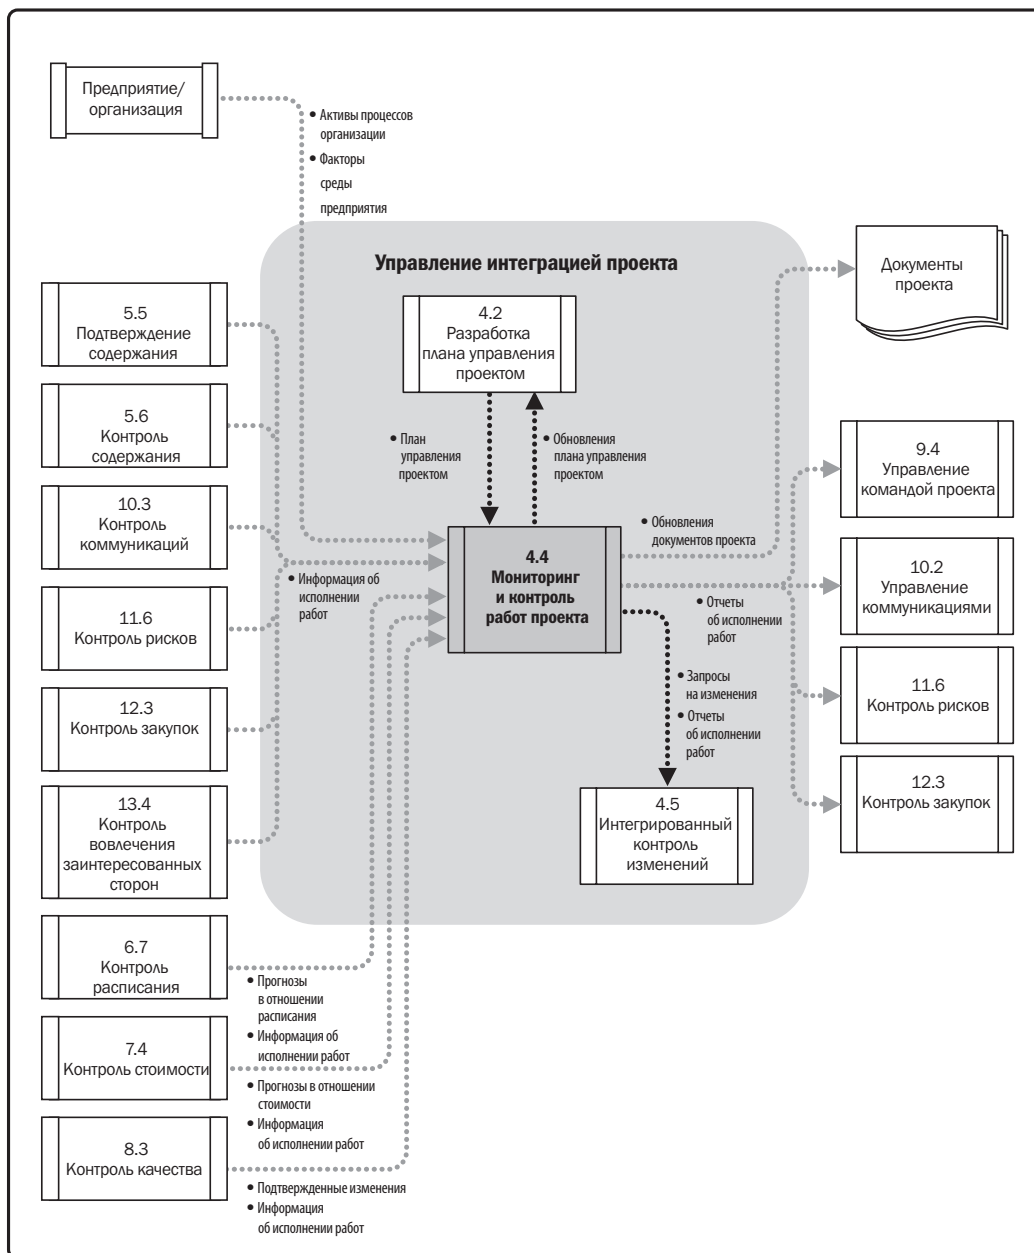 Предприятие/
организация
• Активы процессов
организации
• Факторы
среды
предприятия
Управление интеграцией проекта
Документы
проекта
5.5
Подтверждение
содержания
4.2
Разработка
плана управления
проектом
5.6
Контроль
содержания
• План
управления
проектом
• Обновления
плана управления
проектом
9.4
Управление
командой проекта
10.3
Контроль
коммуникаций
• Обновления
документов проекта
4.4
Мониторинг
и контроль
работ проекта
10.2
Управление
коммуникациями
• Информация об
исполнении
работ
• Отчеты
об исполнении
работ
11.6
Контроль рисков
11.6
Контроль рисков
• Запросы
на изменения
• Отчеты
об исполнении
работ
12.3
Контроль закупок
12.3
Контроль закупок
13.4
Контроль
вовлечения
заинтересованных
сторон
4.5
Интегрированный
контроль
изменений
6.7
Контроль
расписания
• Прогнозы
в отношении
расписания
• Информация об
исполнении работ
7.4
Контроль стоимости
• Прогнозы в отношении
стоимости
• Информация
об исполнении работ
8.3
Контроль качества
• Подтвержденные изменения
• Информация
об исполнении работ